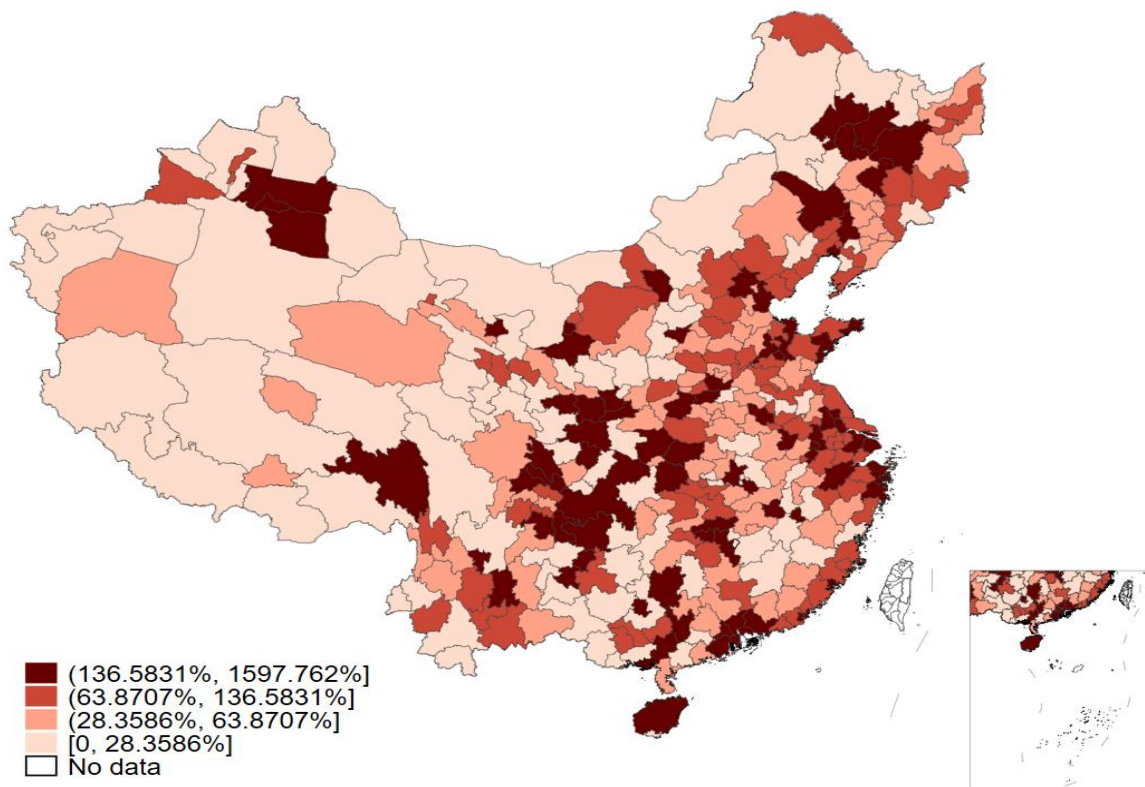 (136.5831%, 1597.762%]
(63.8707%, 136.5831%]
(28.3586%, 63.8707%]
[0, 28.3586%]
No data